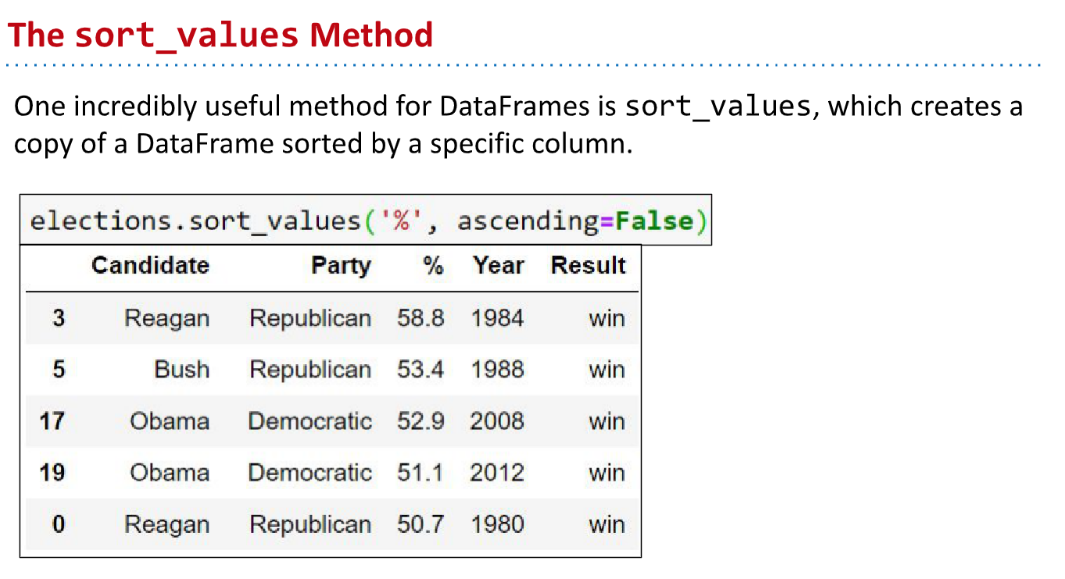 The sort_values Method
One incredibly useful method for DataFrames is sort_values, which creates a
copy of a DataFrame sorted by a specific column.
elections.sort_values('%', ascending=False)
Candidate Party % Year Result
3 Reagan Republican 58.8 1984 win
5 Bush Republican 53.4 1988 win
17 Obama Democratic 52.9 2008 win
19 Obama Democratic 51.1 2012 win
0 Reagan Republican 50.7 1980 win